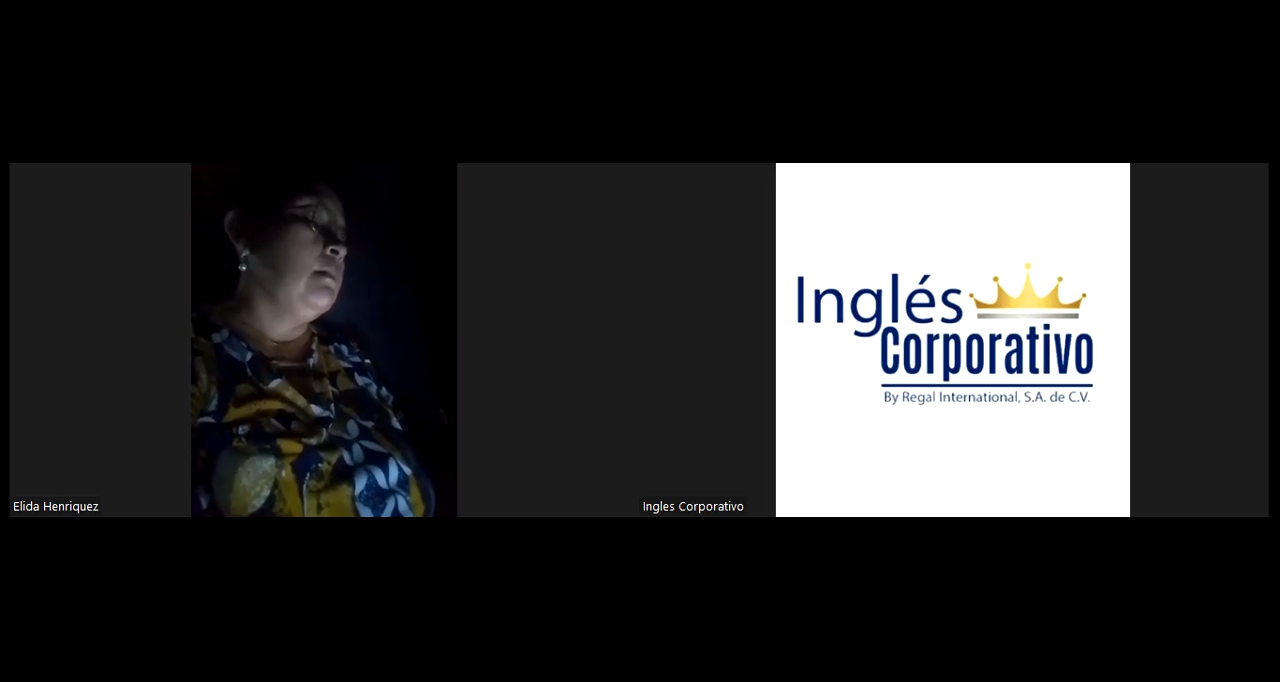 Inglés
Corporativo
By Regal International, S.A. de C.V.
Elida Henriquez
Ingles Corporativo